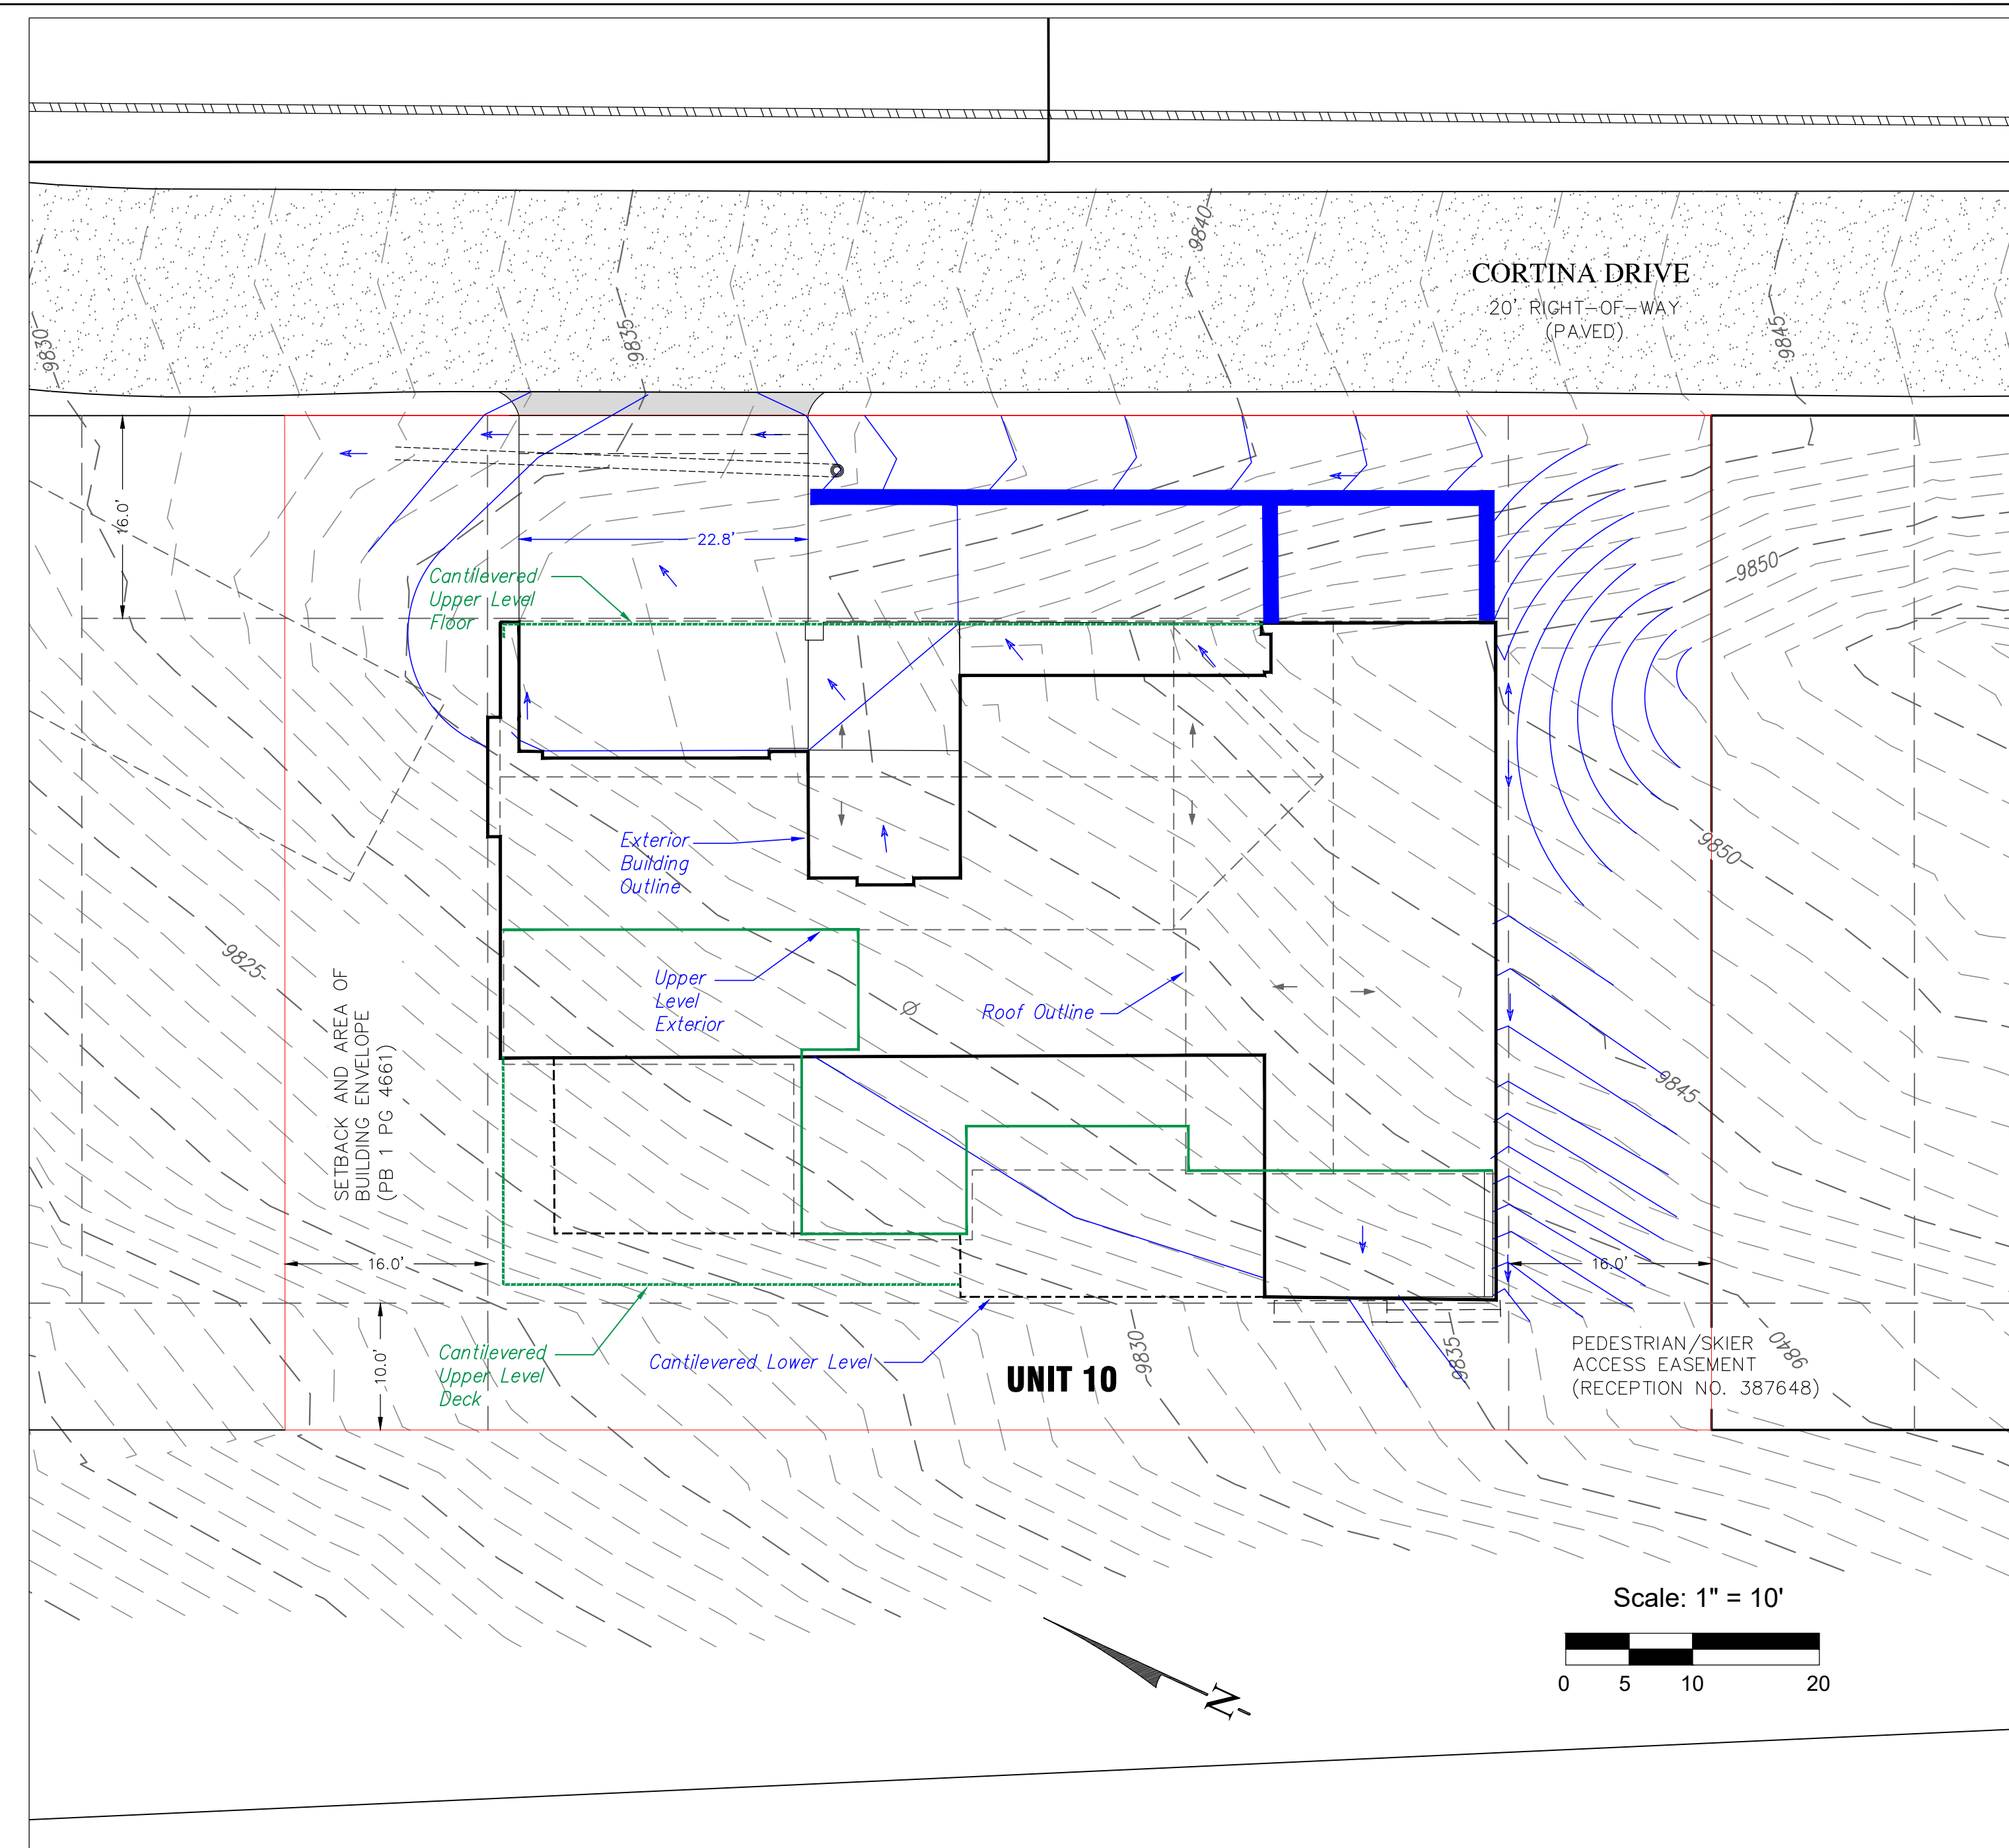 9840
CORTINA DRIVE
20' RIGHT-OF-WAY
(PAVED)
9830
9835
9845
16.0'
22.8'
9850
Cantilevered
Upper Level
Floor
Exterior
Building
Outline
9850
9825
Upper
Level
Exterior
Roof Outline
SETBACK AND AREA OF
BUILDING ENVELOPE
(PB 1 PG 4661)
9845
16.0'
16.0'
10.0'
Cantilevered
Upper Level
Deck
Cantilevered Lower Level
UNIT 10
9830
9835
9840
PEDESTRIAN/SKIER
ACCESS EASEMENT
(RECEPTION NO. 387648)
Scale: 1" = 10'
0 5 10 20
N